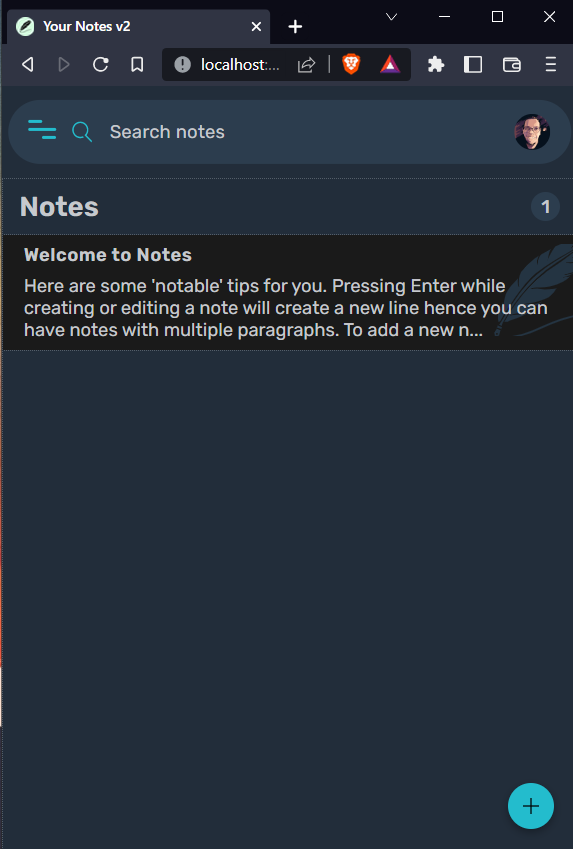 Your Notes v2
localhost:...
Search notes
Notes
1
Welcome to Notes
Here are some 'notable' tips for you. Pressing Enter while
creating or editing a note will create a new line hence you can
have notes with multiple paragraphs. To add a new n...